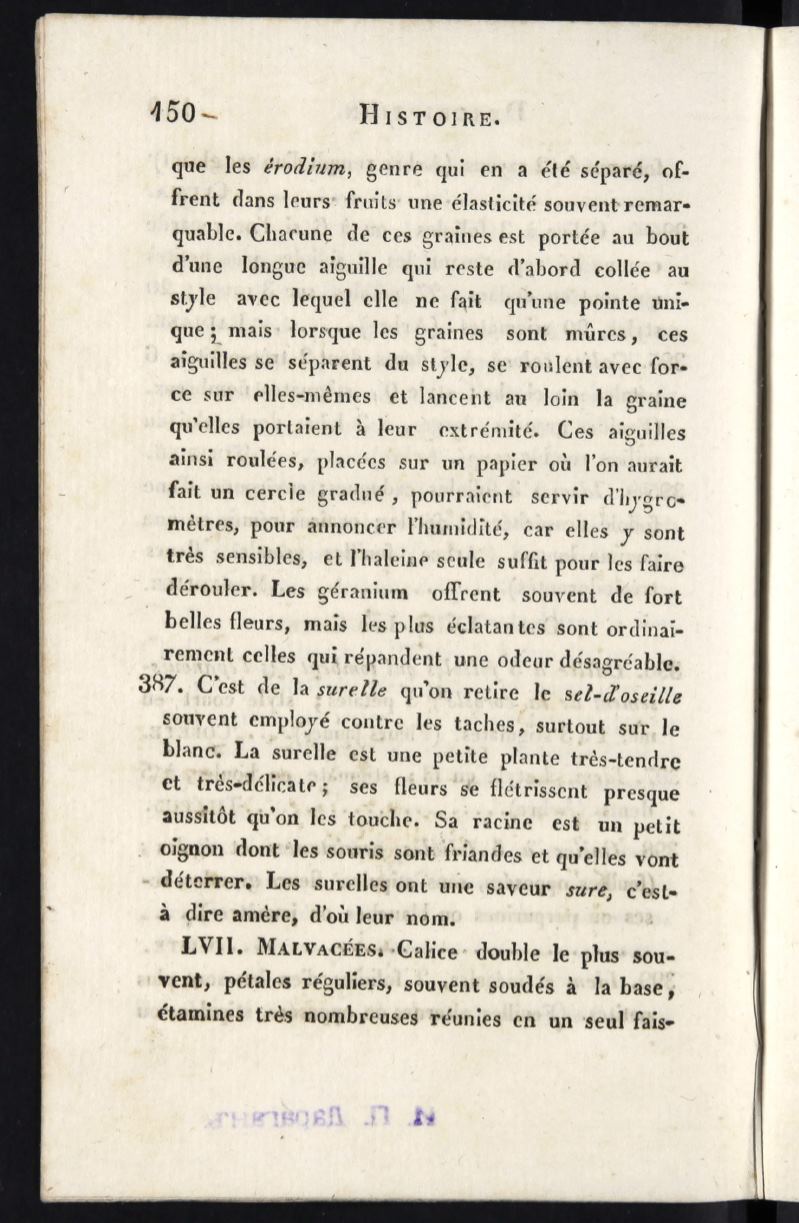 150
HISTOIRE.
que les érodium, genre qui en a été séparé, of-
frent dans leurs fruits une élasticité souvent remar-
quable. Chacune de ces graines est portée au bout
d'une longue aiguille qui reste d'abord collée au
style avec lequel elle ne fait qu'une pointe uni-
que ; mais lorsque les graines sont mûres, ces
aiguilles se séparent du style, se roulent avec for-
ce sur elles-mêmes et lancent au loin la graine
qu'elles portaient à leur extrémité. Ces aiguilles
ainsi roulées, placées sur un papier où l'on aurait
fait un cercle gradué, pourraient servir d'hygro-
mètres, pour annoncer l'humidité, car elles y sont
très sensibles, et l'haleine seule suffit pour les faire
dérouler. Les géranium offrent souvent de fort
belles fleurs, mais les plus éclatantes sont ordinai-
rement celles qui répandent une odeur désagréable.
387. C'est de la surelle qu'on retire le sel-d'oseille
souvent employé contre les taches, surtout sur le
blanc. La surelle est une petite plante très-tendre
et très-délicate ; ses fleurs se flétrissent presque
aussitôt qu'on les touche. Sa racine est un petit
oignon dont les souris sont friandes et qu'elles vont
déterrer. Les surelles ont une saveur sure, c'est-
à dire amère, d'où leur nom.
LVII. MALVACÉES. Calice double le plus sou-
vent, pétales réguliers, souvent soudés à la base,
étamines très nombreuses réunies en un seul fais-